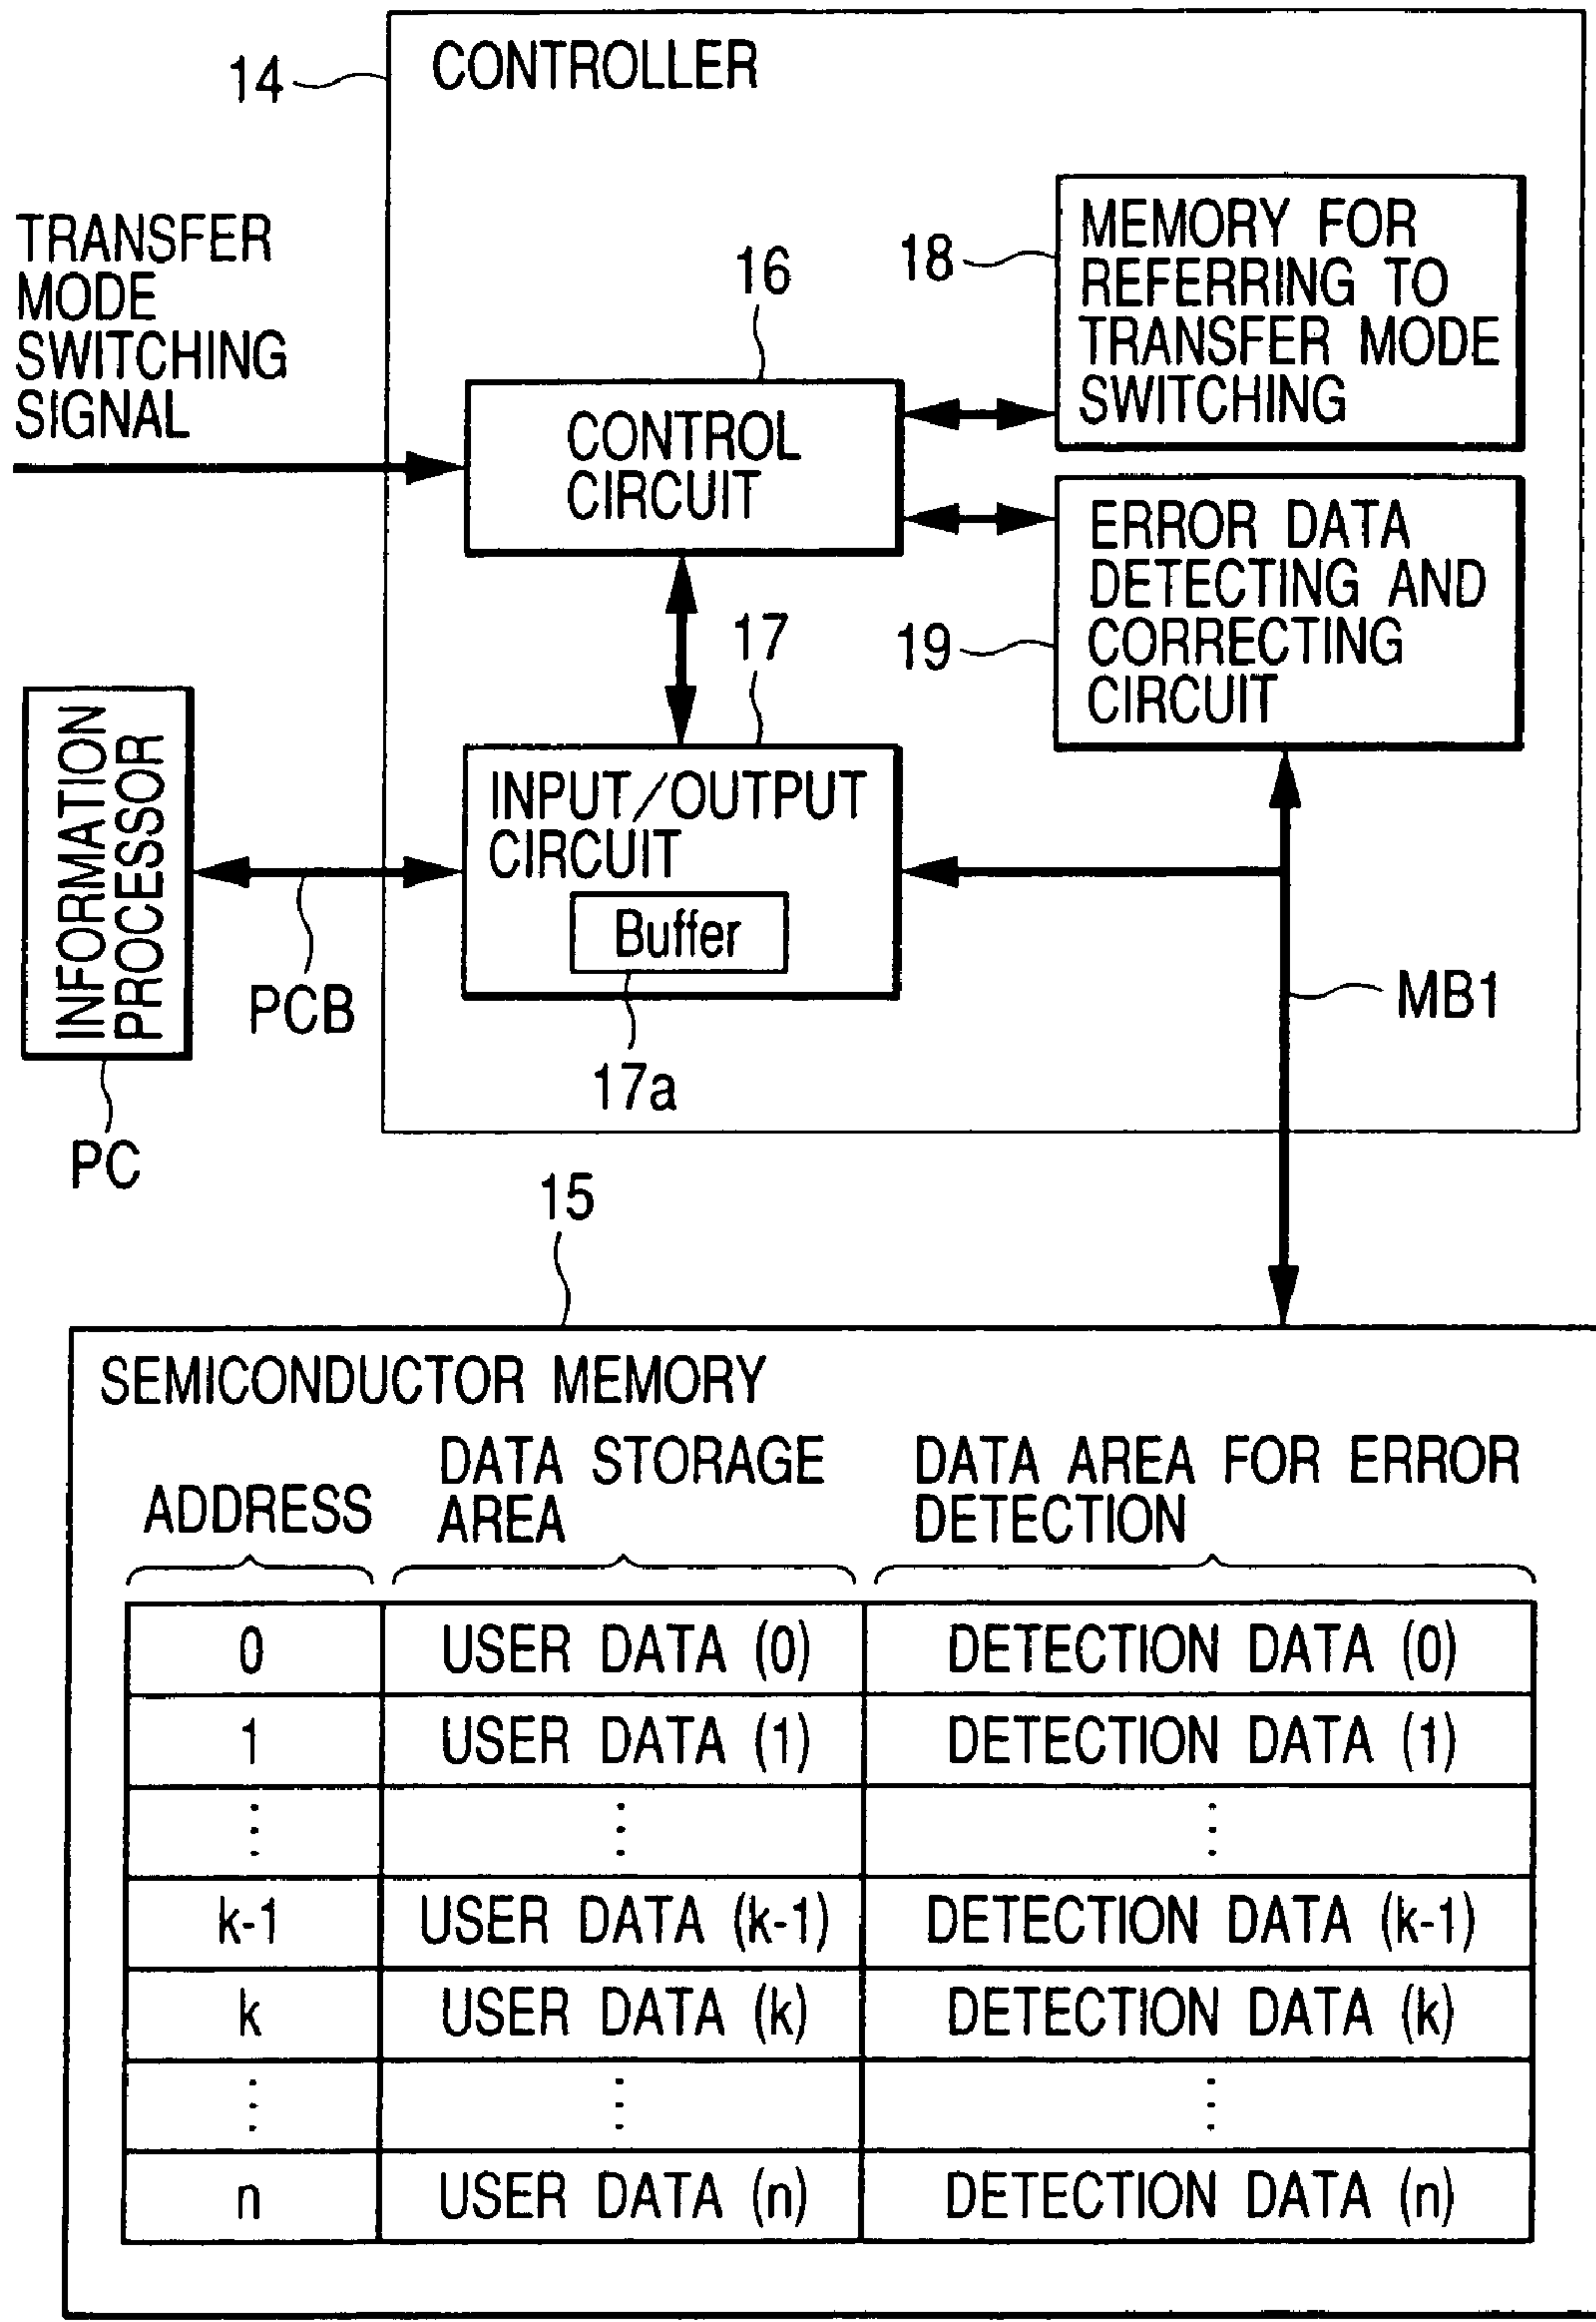 14
CONTROLLER
TRANSFER
MODE
SWITCHING
SIGNAL
16
18
MEMORY FOR
REFERRING TO
TRANSFER MODE
SWITCHING
CONTROL
CIRCUIT
ERROR DATA
DETECTING AND
CORRECTING
CIRCUIT
19
17
INFORMATION
PROCESSOR
INPUT/OUTPUT
CIRCUIT
Buffer
PCB
MB1
17a
PC
15
SEMICONDUCTOR MEMORY
ADDRESS
DATA STORAGE
AREA
DATA AREA FOR ERROR
DETECTION
0 USER DATA (0) DETECTION DATA (0)
1 USER DATA (1) DETECTION DATA (1)
⋮ ⋮ ⋮
k-1 USER DATA (k-1) DETECTION DATA (k-1)
k USER DATA (k) DETECTION DATA (k)
⋮ ⋮ ⋮
n USER DATA (n) DETECTION DATA (n)